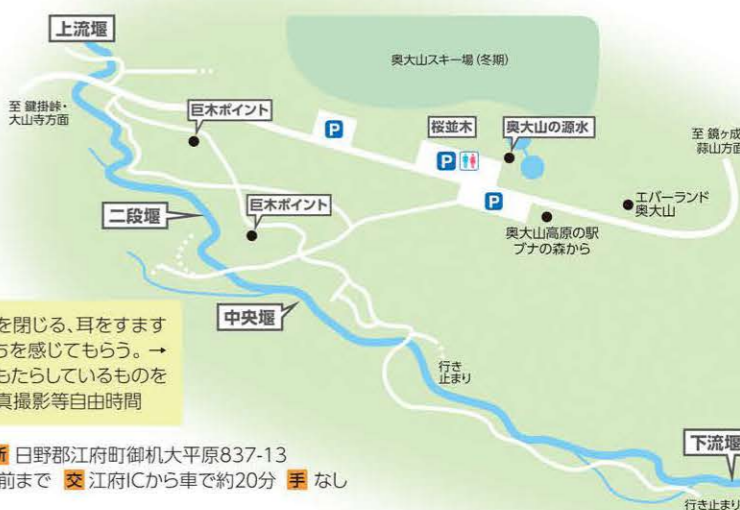 上流堰
奥大山スキー場(冬期)
至 鍵掛峠・
大山寺方面
巨木ポイント
P
桜並木
奥大山の源水
至 鏡ヶ成
蒜山方面
P
エバーランド
奥大山
二段堰
巨木ポイント
P
奥大山高原の駅
ブナの森から
中央堰
を閉じる、耳をすます
ちを感じてもらう。→
もたらしているものを
真撮影等自由時間
行き
止まり
下流堰
所 日野郡江府町御机大平原837-13
前まで 交 江府ICから車で約20分 手 なし
行き止まり